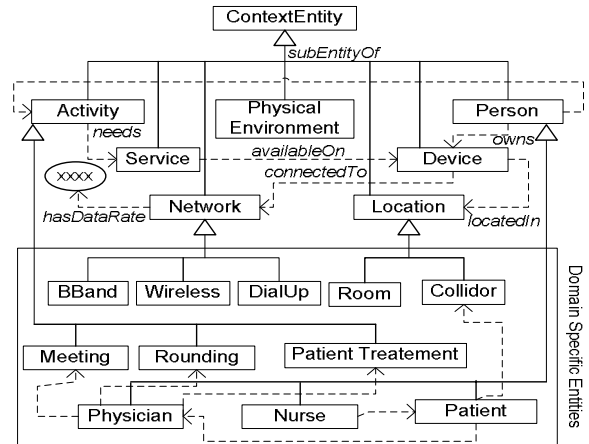 ContextEntity
subEntityOf
Activity
Physical
Environment
Person
needs
owns
Service
availableOn
Device
XXXX
connectedTo
hasDataRate
Network
Location
locatedIn
BBand
Wireless
DialUp
Room
Collidor
Domain Specific Entities
Meeting
Rounding
Patient Treatement
Physician
Nurse
Patient